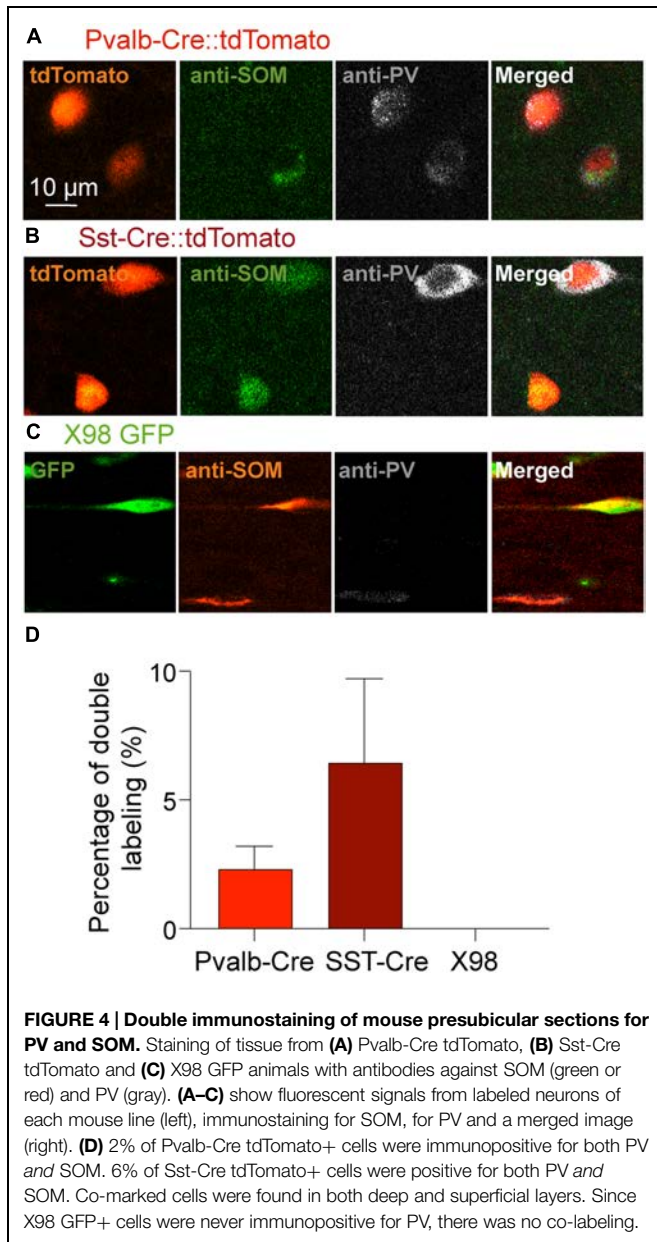 A Pvalb-Cre::tdTomato
tdTomato anti-SOM anti-PV Merged
10 µm
B Sst-Cre::tdTomato
tdTomato anti-SOM anti-PV Merged
C X98 GFP
GFP anti-SOM anti-PV Merged
D
Percentage of double
labeling (%)
10
5
0
Pvalb-Cre SST-Cre X98
FIGURE 4 | Double immunostaining of mouse presubicular sections for
PV and SOM. Staining of tissue from (A) Pvalb-Cre tdTomato, (B) Sst-Cre
tdTomato and (C) X98 GFP animals with antibodies against SOM (green or
red) and PV (gray). (A–C) show fluorescent signals from labeled neurons of
each mouse line (left), immunostaining for SOM, for PV and a merged image
(right). (D) 2% of Pvalb-Cre tdTomato+ cells were immunopositive for both PV
and SOM. 6% of Sst-Cre tdTomato+ cells were positive for both PV and
SOM. Co-marked cells were found in both deep and superficial layers. Since
X98 GFP+ cells were never immunopositive for PV, there was no co-labeling.